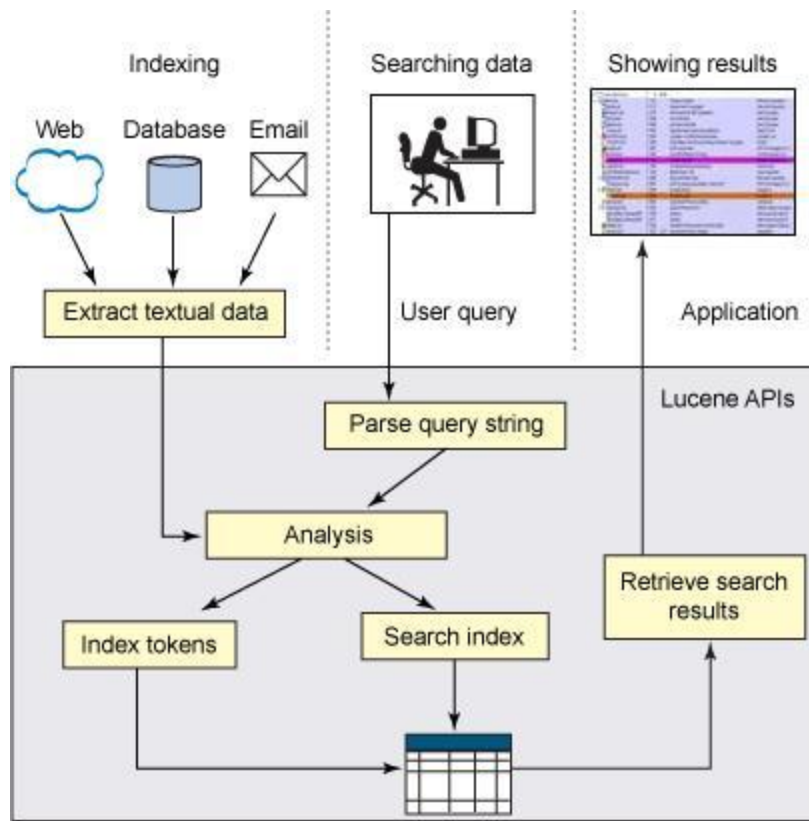 Indexing
Searching data
Showing results
Web
Database
Email
Extract textual data
User query
Application
Lucene APIs
Parse query string
Analysis
Retrieve search
results
Index tokens
Search index